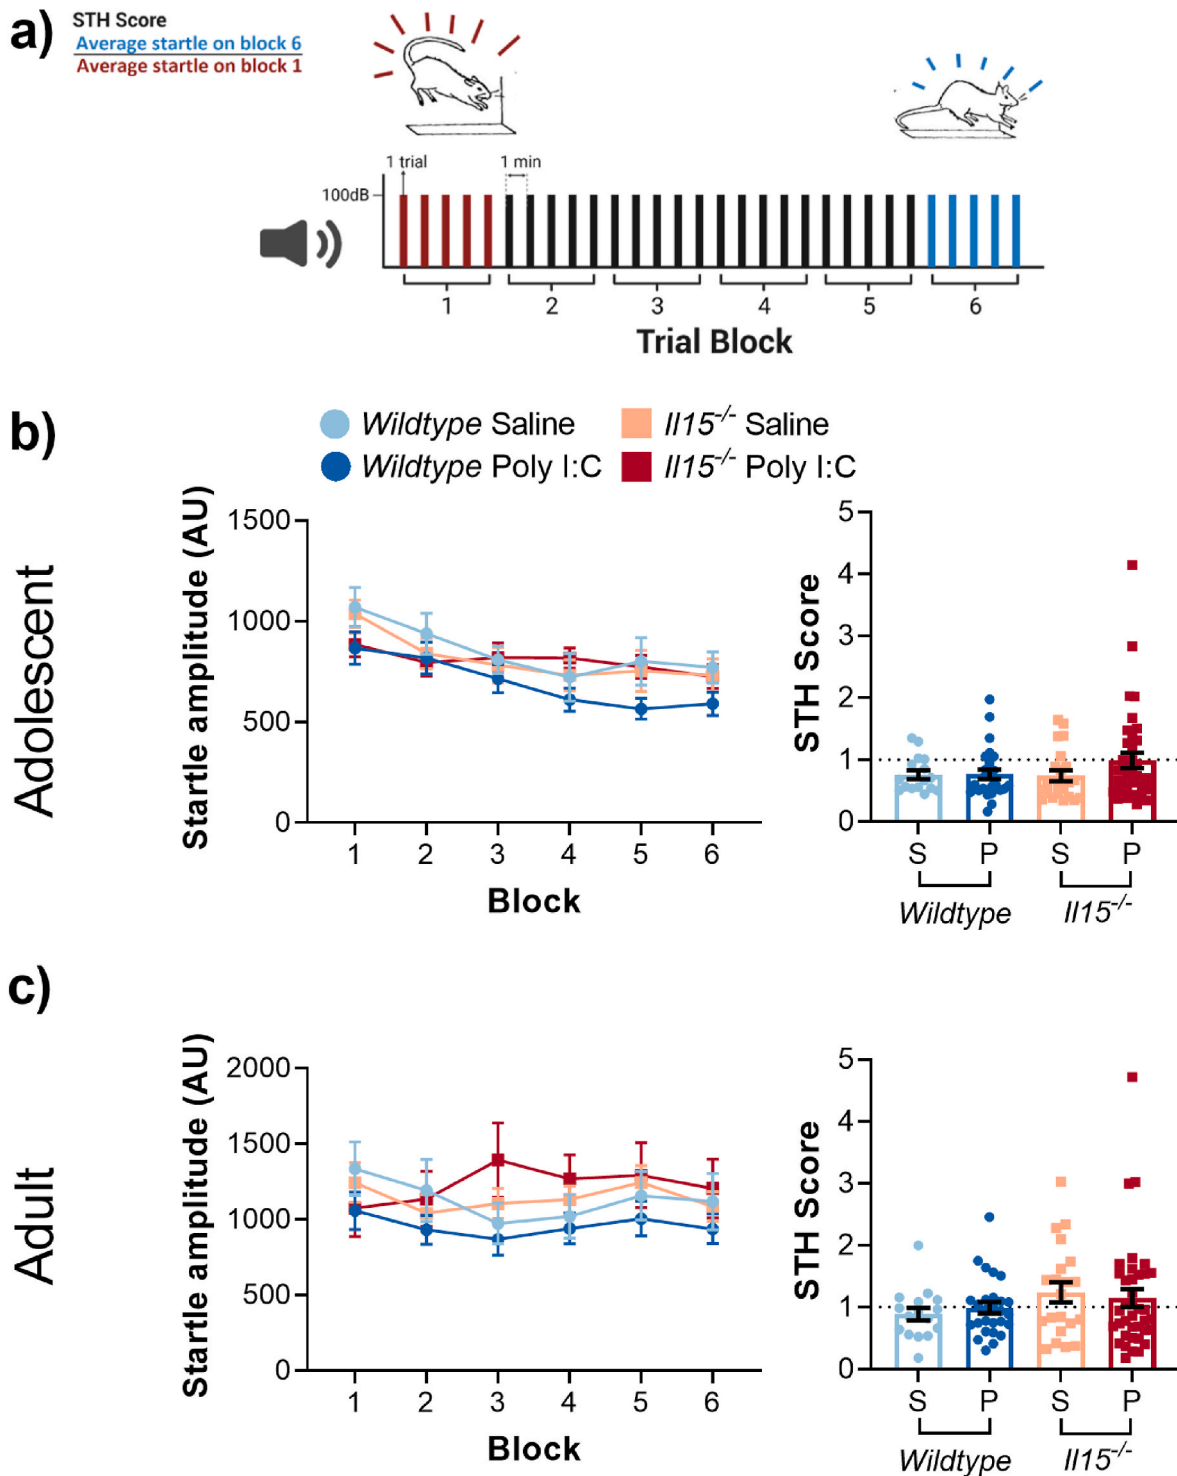 a)
STH Score
Average startle on block 6
Average startle on block 1
1 trial
1 min
100dB
1 2 3 4 5 6
Trial Block
b)
Wildtype Saline
Il15-/- Saline
Wildtype Poly I:C
Il15-/- Poly I:C
Adolescent
Startle amplitude (AU)
1500
1000
500
0
1 2 3 4 5 6
Block
STH Score
5
4
3
2
1
0
S P S P
Wildtype Il15-/-
c)
Adult
Startle amplitude (AU)
2000
1500
1000
500
0
1 2 3 4 5 6
Block
STH Score
5
4
3
2
1
0
S P S P
Wildtype Il15-/-